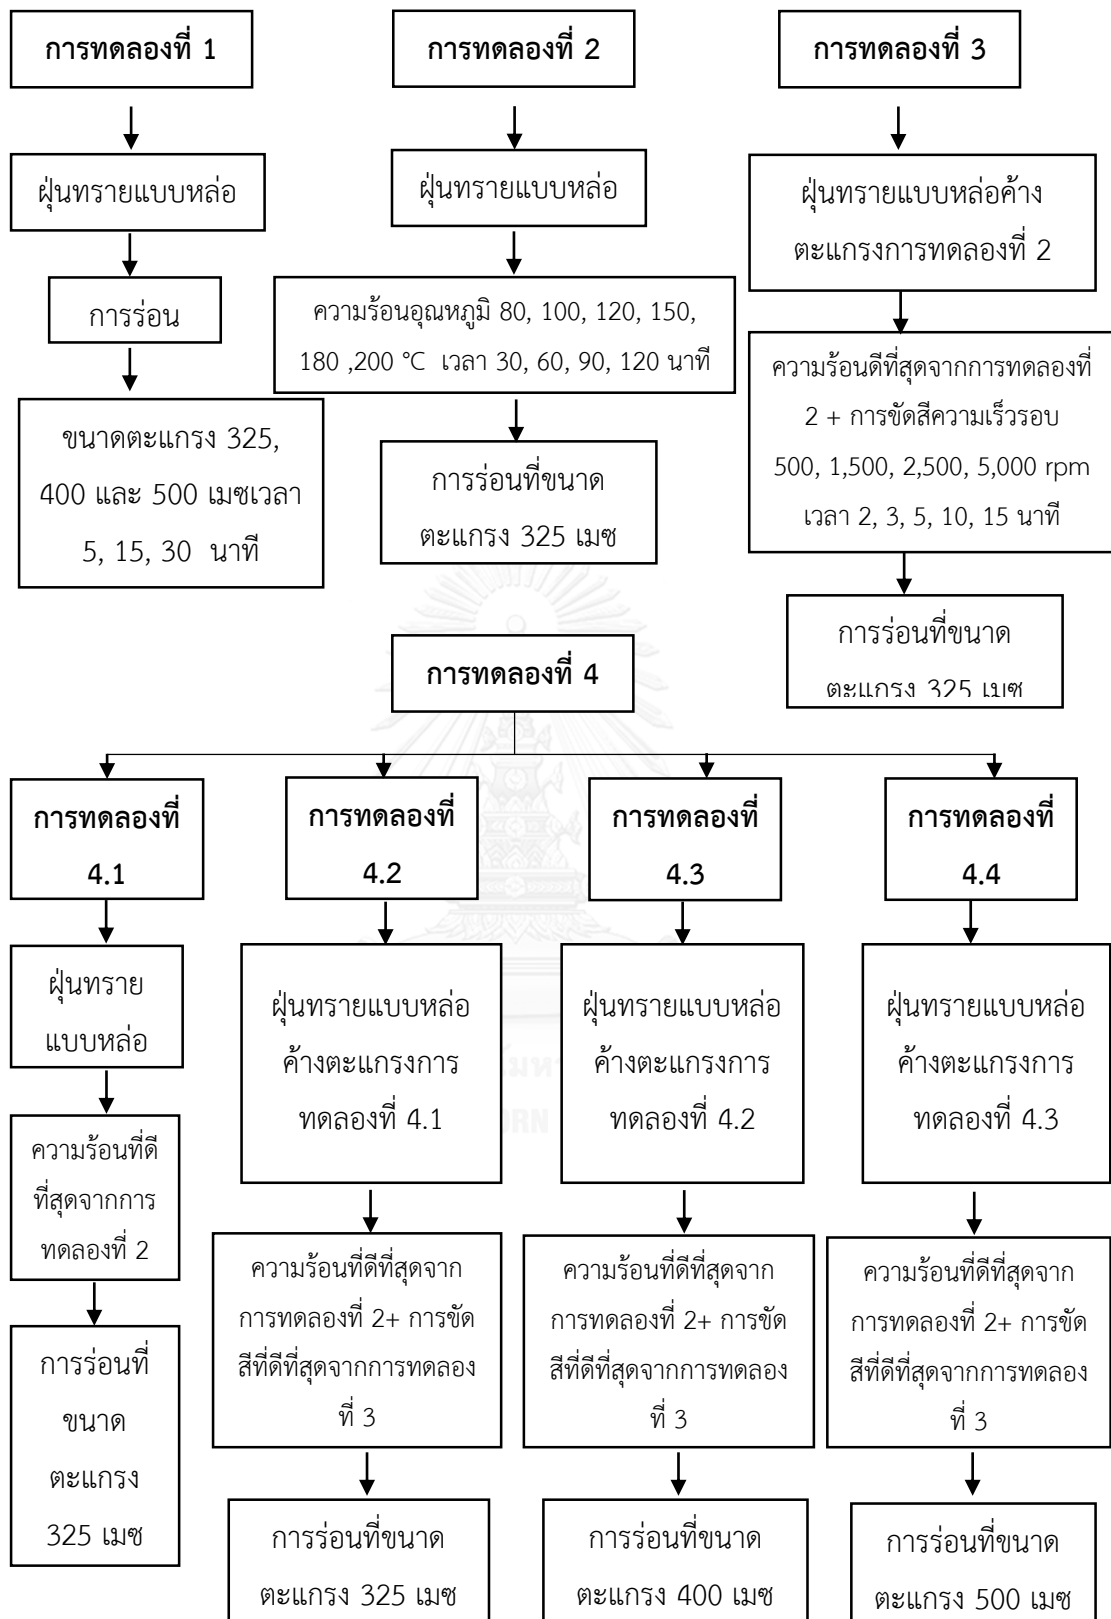 การทดลองที่ 1
ฝุ่นทรายแบบหล่อ
การร่อน
ขนาดตะแกรง 325,
400 และ 500 เมซเวลา
5, 15, 30 นาที
การทดลองที่ 2
ฝุ่นทรายแบบหล่อ
ความร้อนอุณหภูมิ 80, 100, 120, 150,
180 ,200 °C เวลา 30, 60, 90, 120 นาที
การร่อนที่ขนาด
ตะแกรง 325 เมซ
การทดลองที่ 3
ฝุ่นทรายแบบหล่อค้าง
ตะแกรงการทดลองที่ 2
ความร้อนดีที่สุดจากการทดลองที่
2 + การขัดสีความเร็วรอบ
500, 1,500, 2,500, 5,000 rpm
เวลา 2, 3, 5, 10, 15 นาที
การร่อนที่ขนาด
ตะแกรง 325 เมซ
การทดลองที่ 4
การทดลองที่
4.1
ฝุ่นทราย
แบบหล่อ
ความร้อนที่ดี
ที่สุดจากการ
ทดลองที่ 2
การร่อนที่
ขนาด
ตะแกรง
325 เมซ
การทดลองที่
4.2
ฝุ่นทรายแบบหล่อ
ค้างตะแกรงการ
ทดลองที่ 4.1
ความร้อนที่ดีที่สุดจาก
การทดลองที่ 2+ การขัด
สีที่ดีที่สุดจากการทดลอง
ที่ 3
การร่อนที่ขนาด
ตะแกรง 325 เมซ
การทดลองที่
4.3
ฝุ่นทรายแบบหล่อ
ค้างตะแกรงการ
ทดลองที่ 4.2
ความร้อนที่ดีที่สุดจาก
การทดลองที่ 2+ การขัด
สีที่ดีที่สุดจากการทดลอง
ที่ 3
การร่อนที่ขนาด
ตะแกรง 400 เมซ
การทดลองที่
4.4
ฝุ่นทรายแบบหล่อ
ค้างตะแกรงการ
ทดลองที่ 4.3
ความร้อนที่ดีที่สุดจาก
การทดลองที่ 2+ การขัด
สีที่ดีที่สุดจากการทดลอง
ที่ 3
การร่อนที่ขนาด
ตะแกรง 500 เมซ